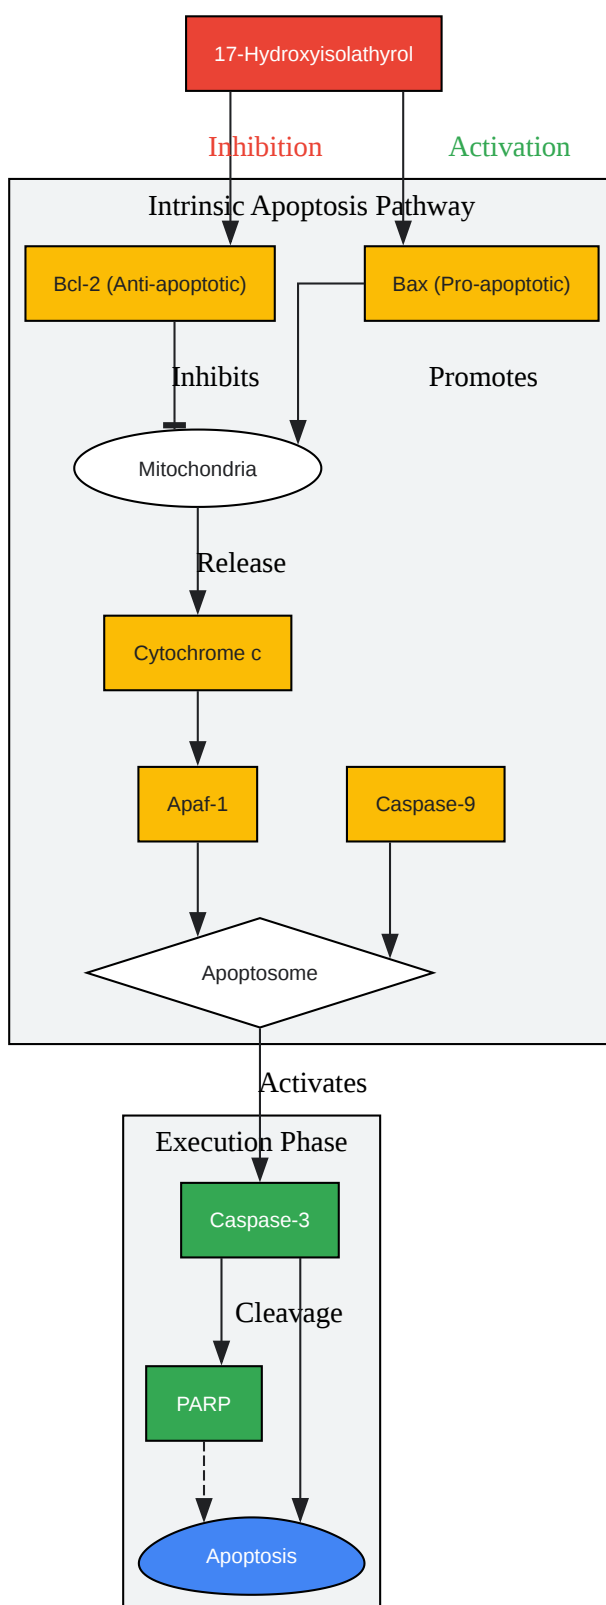 17-Hydroxyisolathyrol
Inhibition
Activation
Intrinsic Apoptosis Pathway
Bcl-2 (Anti-apoptotic)
Bax (Pro-apoptotic)
Inhibits
Promotes
Mitochondria
Release
Cytochrome c
Apaf-1
Caspase-9
Apoptosome
Activates
Execution Phase
Caspase-3
Cleavage
PARP
Apoptosis